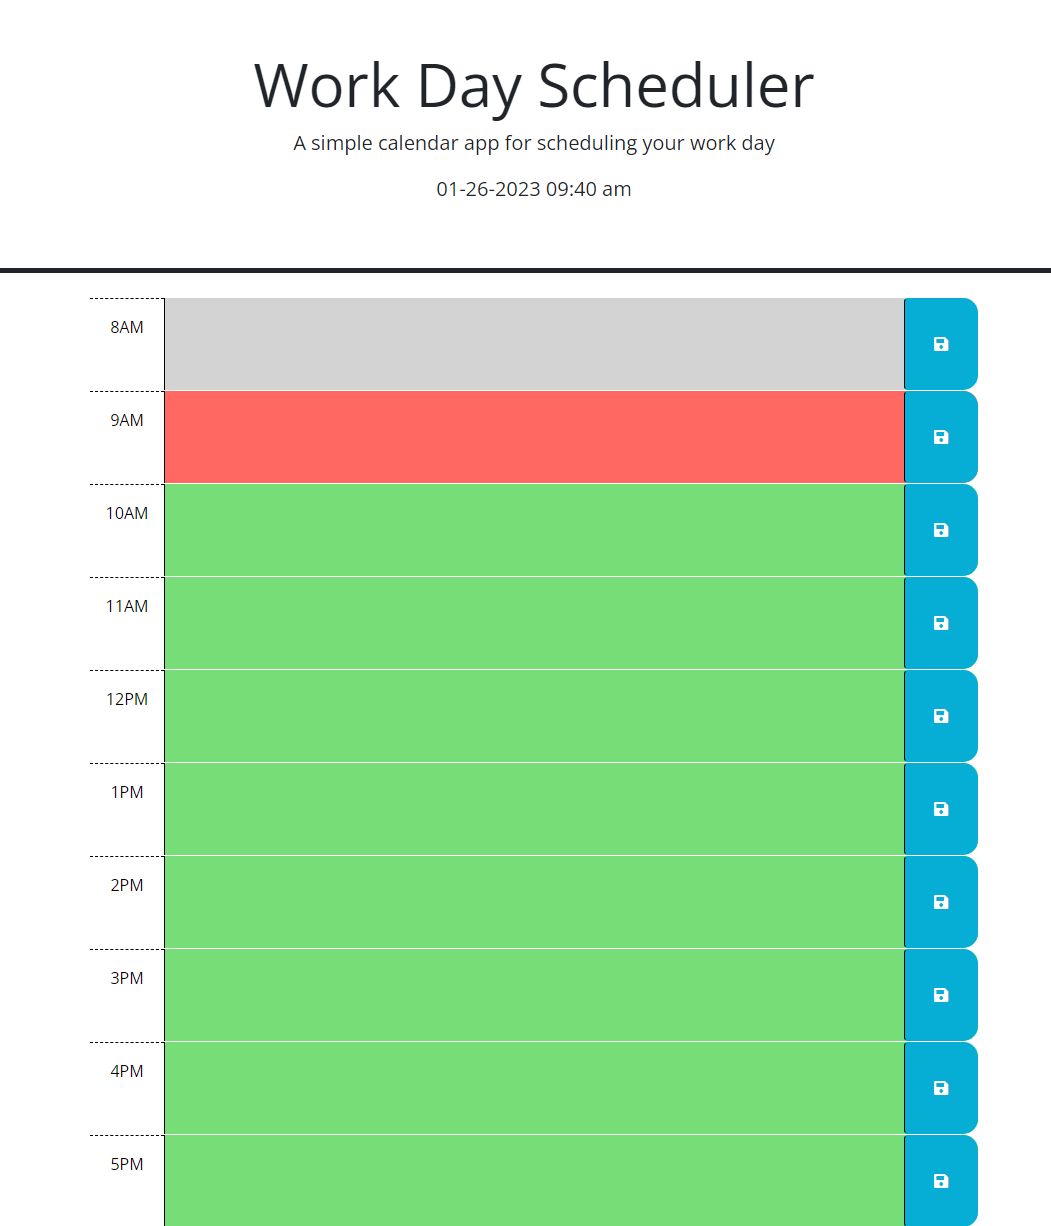 Work Day Scheduler
A simple calendar app for scheduling your work day
01-26-2023 09:40 am
8AM
9AM
10AM
11AM
12PM
1PM
2PM
3PM
4PM
5PM